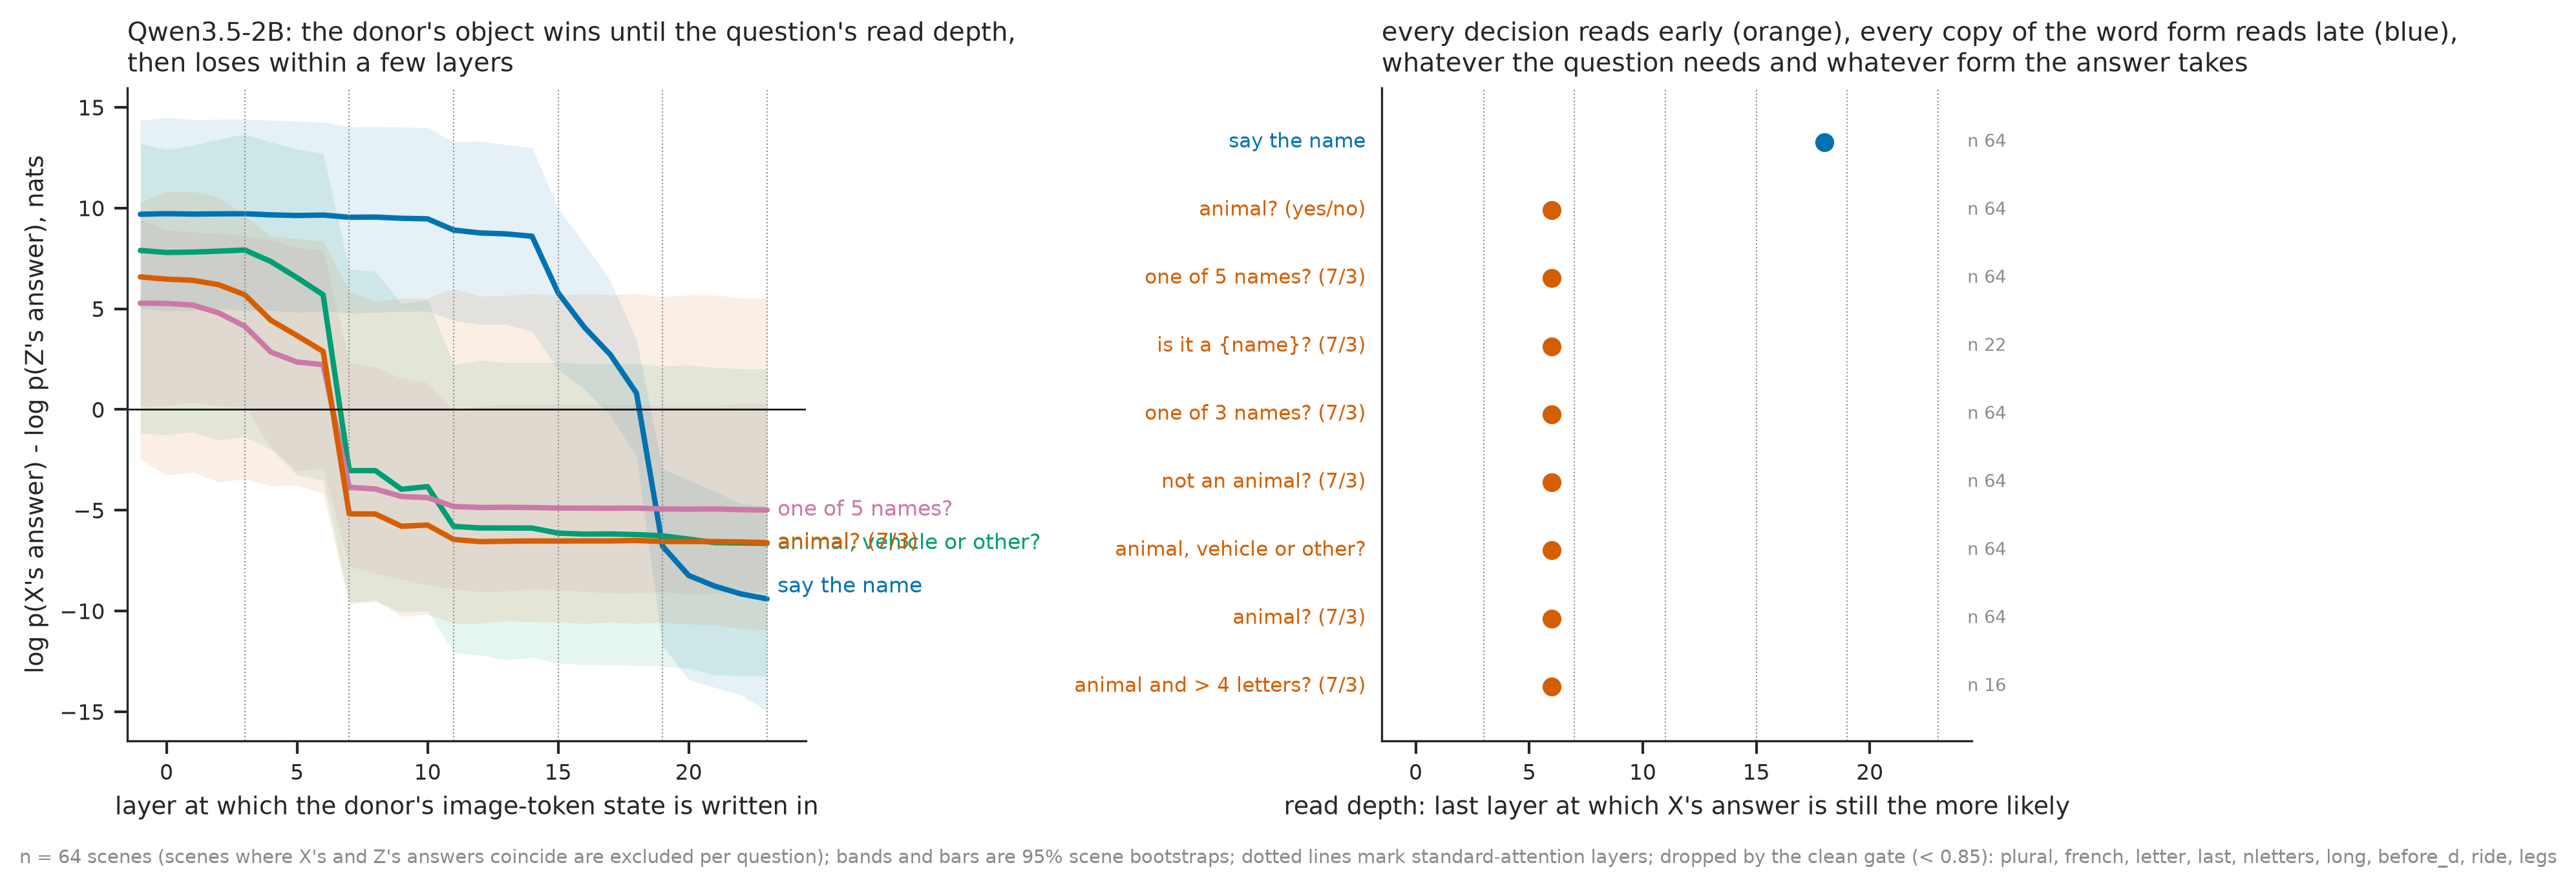 Qwen3.5-2B: the donor's object wins until the question's read depth,
then loses within a few layers
log p(X's answer) - log p(Z's answer), nats
15
10
5
0
−5
−10
−15
one of 5 names?
animal, vehicle or other?
animal? (7/3)
say the name
0 5 10 15 20
layer at which the donor's image-token state is written in
every decision reads early (orange), every copy of the word form reads late (blue),
whatever the question needs and whatever form the answer takes
say the name n 64
animal? (yes/no) n 64
one of 5 names? (7/3) n 64
is it a {name}? (7/3) n 22
one of 3 names? (7/3) n 64
not an animal? (7/3) n 64
animal, vehicle or other? n 64
animal? (7/3) n 64
animal and > 4 letters? (7/3) n 16
0 5 10 15 20
read depth: last layer at which X's answer is still the more likely
n = 64 scenes (scenes where X's and Z's answers coincide are excluded per question); bands and bars are 95% scene bootstraps; dotted lines mark standard-attention layers; dropped by the clean gate (< 0.85): plural, french, letter, last, nletters, long, before_d, ride, legs